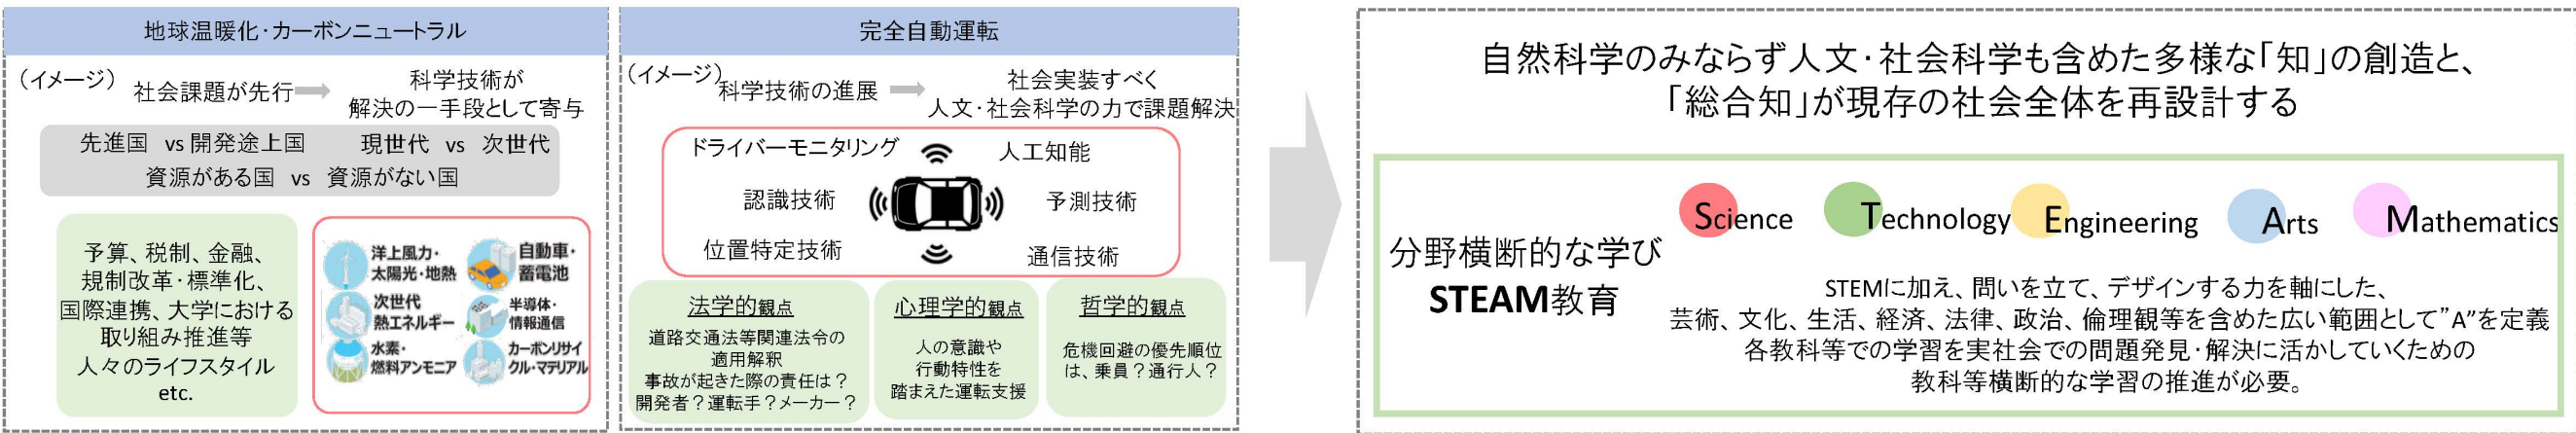 地球温暖化･カーボンニュートラル
（イメージ）
社会課題が先行
科学技術が
解決の一手段として寄与
先進国 vs 開発途上国 現世代 vs 次世代
資源がある国 vs 資源がない国
予算、税制、金融、
規制改革･標準化、
国際連携、大学における
取り組み推進等
人々のライフスタイル
etc.
洋上風力･
太陽光･地熱
自動車･
蓄電池
次世代
熱エネルギー
半導体･
情報通信
水素･
燃料アンモニア
カーボンリサイ
クル･マテリアル
完全自動運転
（イメージ）
科学技術の進展
社会実装すべく
人文･社会科学の力で課題解決
ドライバーモニタリング
人工知能
認識技術
予測技術
位置特定技術
通信技術
法学的観点
道路交通法等関連法令の
適用解釈
事故が起きた際の責任は？
開発者？運転手？メーカー？
心理学的観点
人の意識や
行動特性を
踏まえた運転支援
哲学的観点
危機回避の優先順位
は、乗員？通行人？
自然科学のみならず人文･社会科学も含めた多様な｢知｣の創造と、
｢総合知｣が現存の社会全体を再設計する
分野横断的な学び
STEAM教育
Science Technology Engineering Arts Mathematics
STEMに加え、問いを立て、デザインする力を軸にした、
芸術、文化、生活、経済、法律、政治、倫理観等を含めた広い範囲として”A”を定義
各教科等での学習を実社会での問題発見･解決に活かしていくための
教科等横断的な学習の推進が必要。